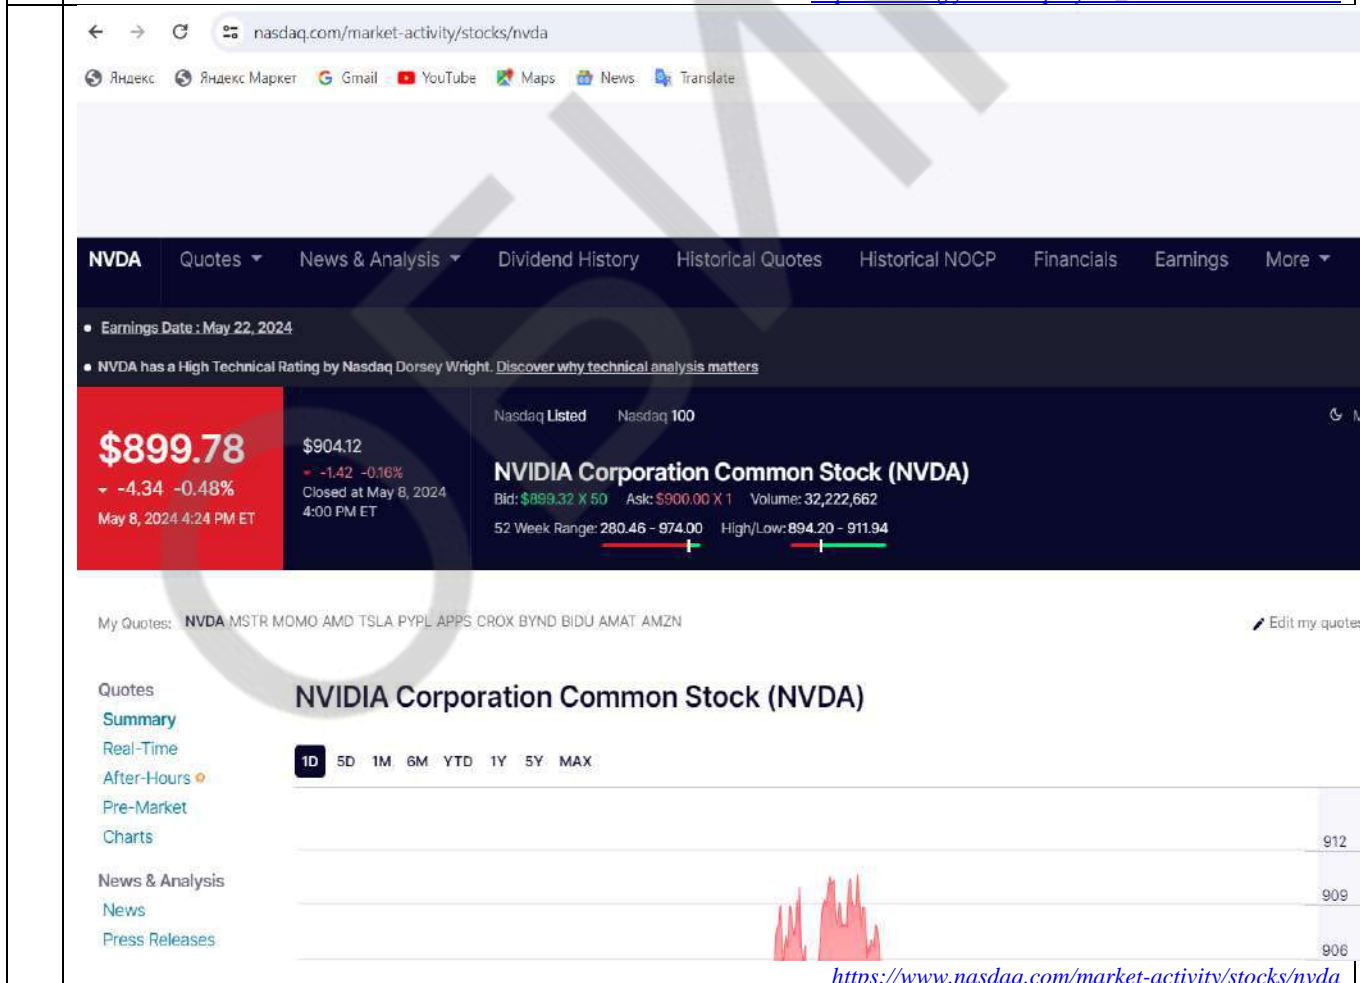 nasdaq.com/market-activity/stocks/nvda
Яндекс Яндекс Маркет Gmail YouTube Maps News Translate
NVDA Quotes News & Analysis Dividend History Historical Quotes Historical NOCP Financials Earnings More
Earnings Date : May 22, 2024
NVDA has a High Technical Rating by Nasdaq Dorsey Wright. Discover why technical analysis matters
Nasdaq Listed Nasdaq 100
$899.78
-4.34 -0.48%
May 8, 2024 4:24 PM ET
$904.12
-1.42 -0.16%
Closed at May 8, 2024
4:00 PM ET
NVIDIA Corporation Common Stock (NVDA)
Bid: $899.32 X 50 Ask: $900.00 X 1 Volume: 32,222,662
52 Week Range: 280.46 - 974.00 High/Low: 894.20 - 911.94
My Quotes: NVDA MSTR MOMO AMD TSLA PYPL APPS CROX BYND BIDU AMAT AMZN
Edit my quotes
Quotes
Summary
Real-Time
After-Hours
Pre-Market
Charts
News & Analysis
News
Press Releases
NVIDIA Corporation Common Stock (NVDA)
1D 5D 1M 6M YTD 1Y 5Y MAX
912
909
906
https://www.nasdaq.com/market-activity/stocks/nvda